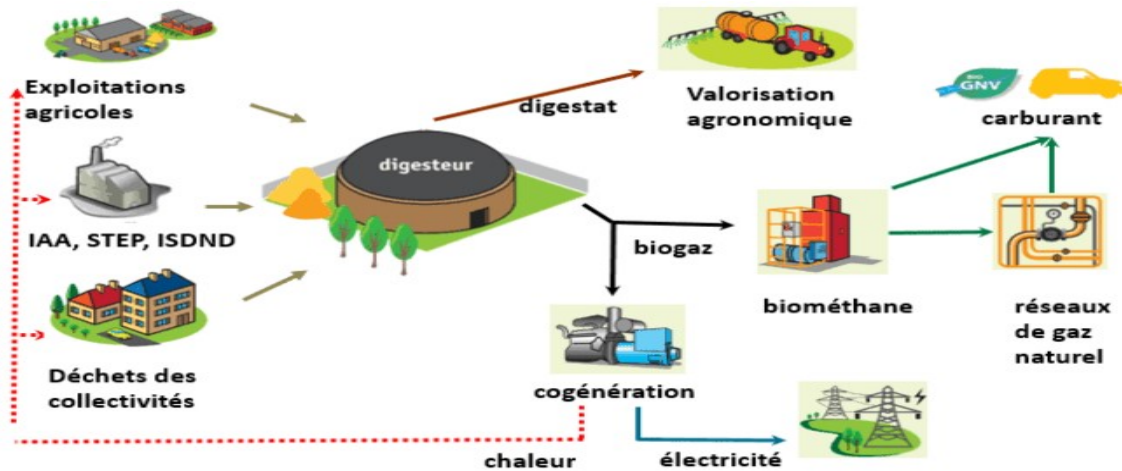 Exploitations
agricoles
IAA, STEP, ISDND
Déchets des
collectivités
digesteur
digestat
Valorisation
agronomique
BIO
GNV
carburant
biogaz
biométhane
réseaux
de gaz
naturel
cogénération
chaleur
électricité